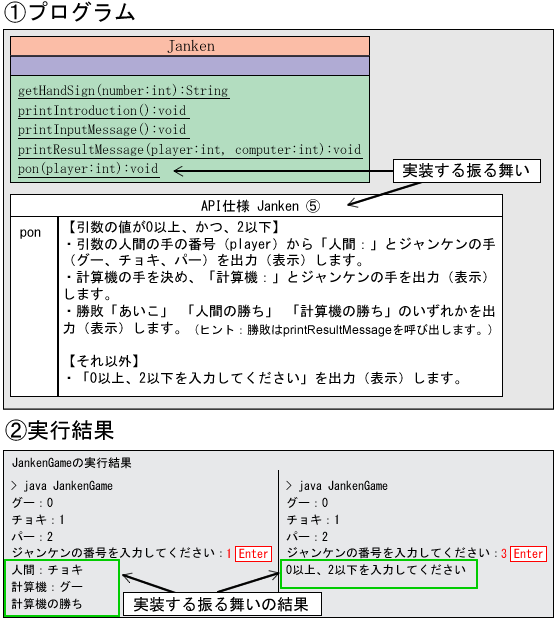 ①プログラム
Janken
getHandSign(number:int):String
printIntroduction():void
printInputMessage():void
printResultMessage(player:int, computer:int):void
pon(player:int):void
実装する振る舞い
API仕様 Janken ⑤
pon
【引数の値が0以上、かつ、2以下】
・引数の人間の手の番号（player）から「人間：」とジャンケンの手
（グー、チョキ、パー）を出力（表示）します。
・計算機の手を決め、「計算機：」とジャンケンの手を出力（表示）
します。
・勝敗「あいこ」「人間の勝ち」「計算機の勝ち」のいずれかを出
力（表示）します。（ヒント：勝敗はprintResultMessageを呼び出します。）
【それ以外】
・「0以上、2以下を入力してください」を出力（表示）します。
②実行結果
JankenGameの実行結果
> java JankenGame
グー：0
チョキ：1
パー：2
ジャンケンの番号を入力してください：1 Enter
人間：チョキ
計算機：グー
計算機の勝ち
> java JankenGame
グー：0
チョキ：1
パー：2
ジャンケンの番号を入力してください：3 Enter
0以上、2以下を入力してください
実装する振る舞いの結果